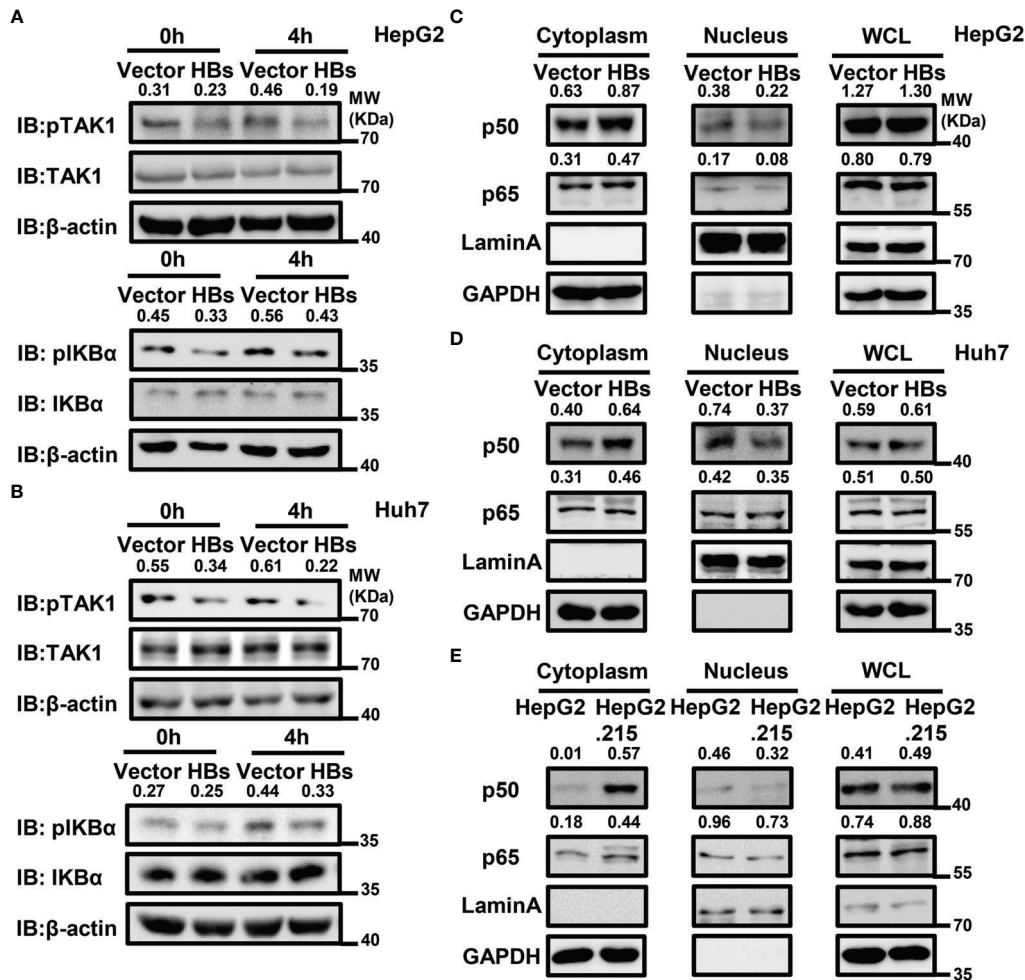 A
0h 4h HepG2
Vector HBs Vector HBs
0.31 0.23 0.46 0.19 MW
(KDa)
IB:pTAK1
70
IB:TAK1
70
IB:β-actin
40
0h 4h
Vector HBs Vector HBs
0.45 0.33 0.56 0.43
IB: pIKBα
35
IB: IKBα
35
IB:β-actin
40
B
0h 4h Huh7
Vector HBs Vector HBs
0.55 0.34 0.61 0.22 MW
(KDa)
IB:pTAK1
70
IB:TAK1
70
IB:β-actin
40
0h 4h
Vector HBs Vector HBs
0.27 0.25 0.44 0.33
IB: pIKBα
35
IB: IKBα
35
IB:β-actin
40
C
Cytoplasm Nucleus WCL HepG2
Vector HBs Vector HBs Vector HBs
0.63 0.87 0.38 0.22 1.27 1.30 MW
(KDa)
p50
40
0.31 0.47 0.17 0.08 0.80 0.79
p65
55
LaminA
70
GAPDH
35
D
Cytoplasm Nucleus WCL Huh7
Vector HBs Vector HBs Vector HBs
0.40 0.64 0.74 0.37 0.59 0.61
p50
40
0.31 0.46 0.42 0.35 0.51 0.50
p65
55
LaminA
70
GAPDH
35
E
Cytoplasm Nucleus WCL
HepG2 HepG2 HepG2 HepG2 HepG2 HepG2
.215 .215 .215
0.01 0.57 0.46 0.32 0.41 0.49
p50
40
0.18 0.44 0.96 0.73 0.74 0.88
p65
55
LaminA
70
GAPDH
35